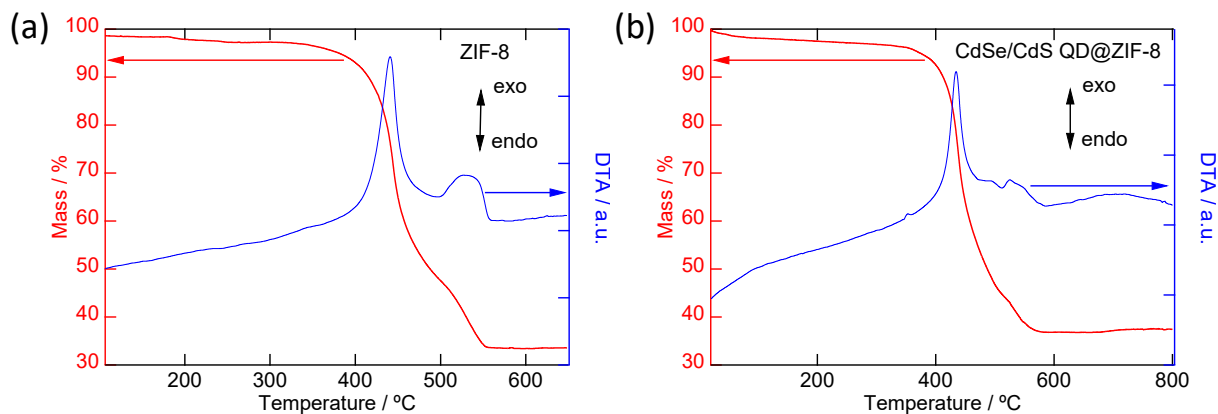 (a)
100
90
80
70
60
50
40
30
Mass / %
ZIF-8
exo
endo
DTA / a.u.
200
300
400
500
600
Temperature / ºC
(b)
100
90
80
70
60
50
40
30
Mass / %
CdSe/CdS QD@ZIF-8
exo
endo
DTA / a.u.
200
400
600
800
Temperature / ºC